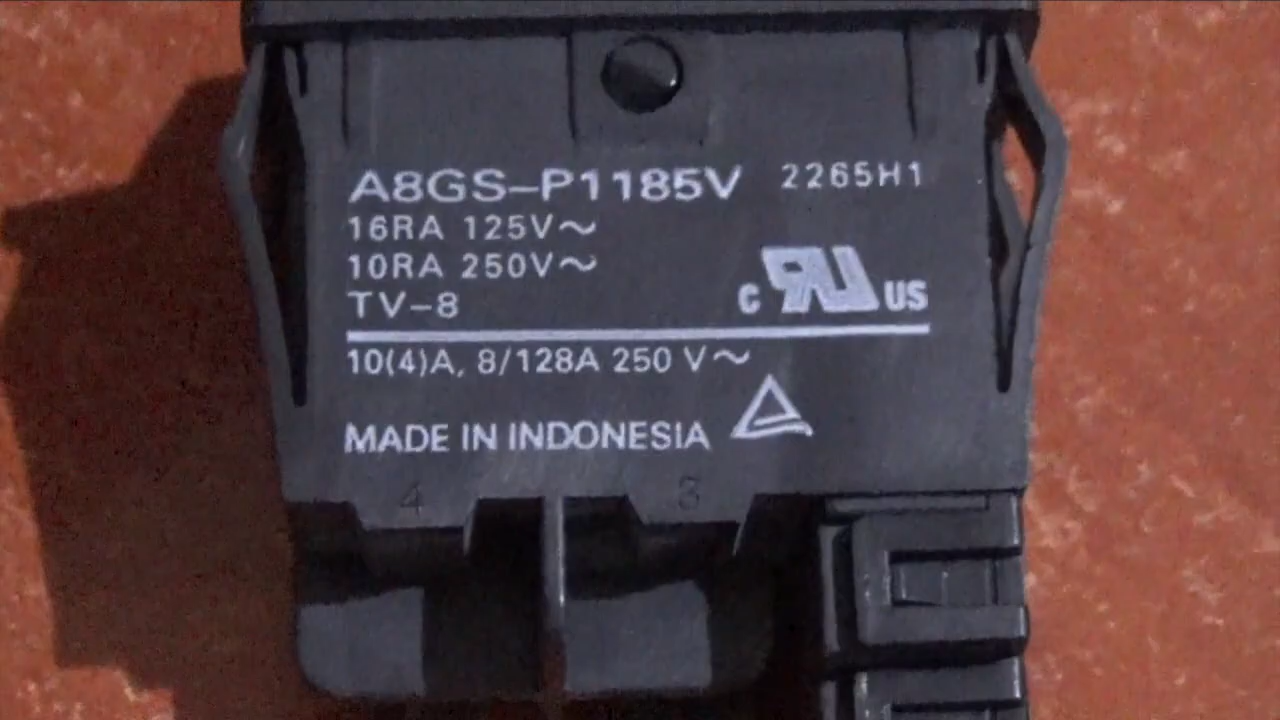 A8GS-P1185V 2265H1
16RA 125V~
10RA 250V~
TV-8
c RU US
10(4)A, 8/128A 250 V~
MADE IN INDONESIA
4 3